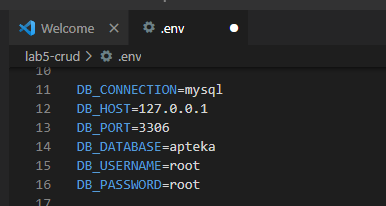 Welcome
.env
lab5-crud > .env
10
11 DB_CONNECTION=mysql
12 DB_HOST=127.0.0.1
13 DB_PORT=3306
14 DB_DATABASE=apteka
15 DB_USERNAME=root
16 DB_PASSWORD=root
17